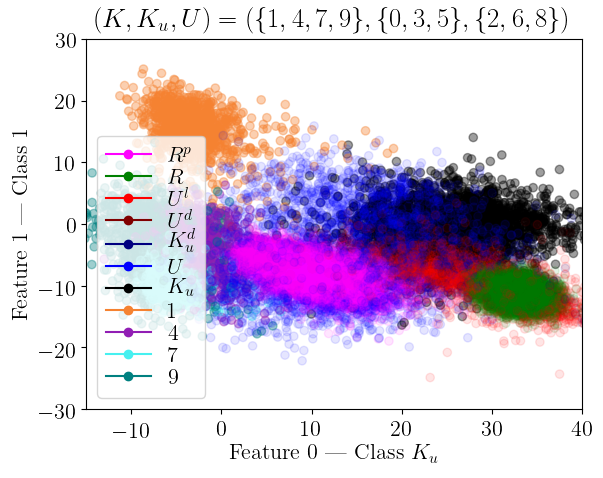 (K, K_u, U) = ({1, 4, 7, 9}, {0, 3, 5}, {2, 6, 8})
30
20
10
0
−10
−20
−30
Feature 1 — Class 1
R^p
R
U^l
U^d
K_u^d
U
K_u
1
4
7
9
−10
0
10
20
30
40
Feature 0 — Class K_u